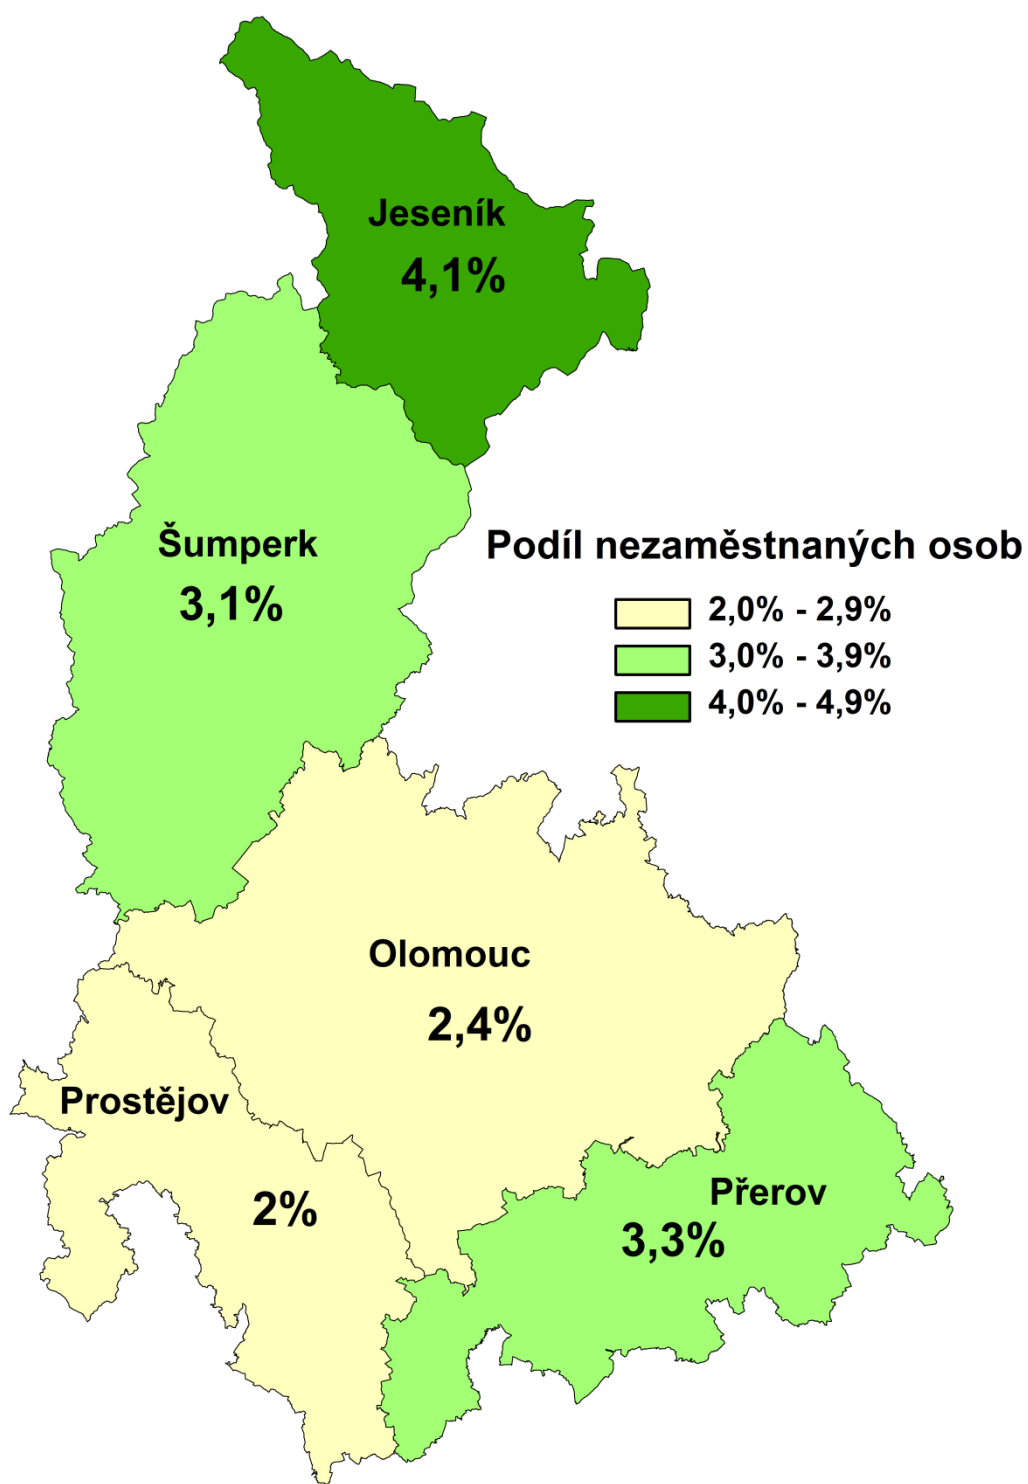 Jeseník
4,1%
Šumperk
3,1%
Podíl nezaměstnaných osob
2,0% - 2,9%
3,0% - 3,9%
4,0% - 4,9%
Olomouc
2,4%
Prostějov
2%
Přerov
3,3%